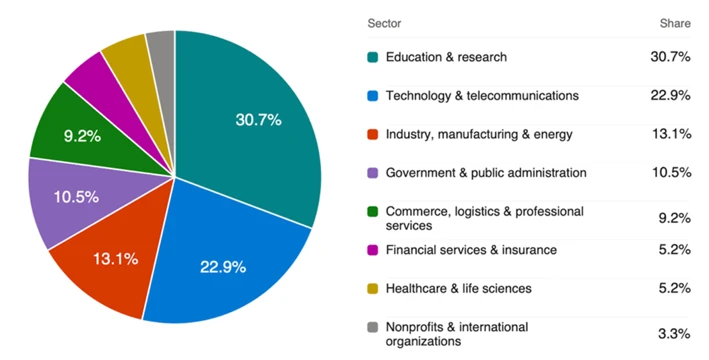 30.7%
9.2%
10.5%
13.1%
22.9%
Sector Share
Education & research 30.7%
Technology & telecommunications 22.9%
Industry, manufacturing & energy 13.1%
Government & public administration 10.5%
Commerce, logistics & professional
services 9.2%
Financial services & insurance 5.2%
Healthcare & life sciences 5.2%
Nonprofits & international
organizations 3.3%